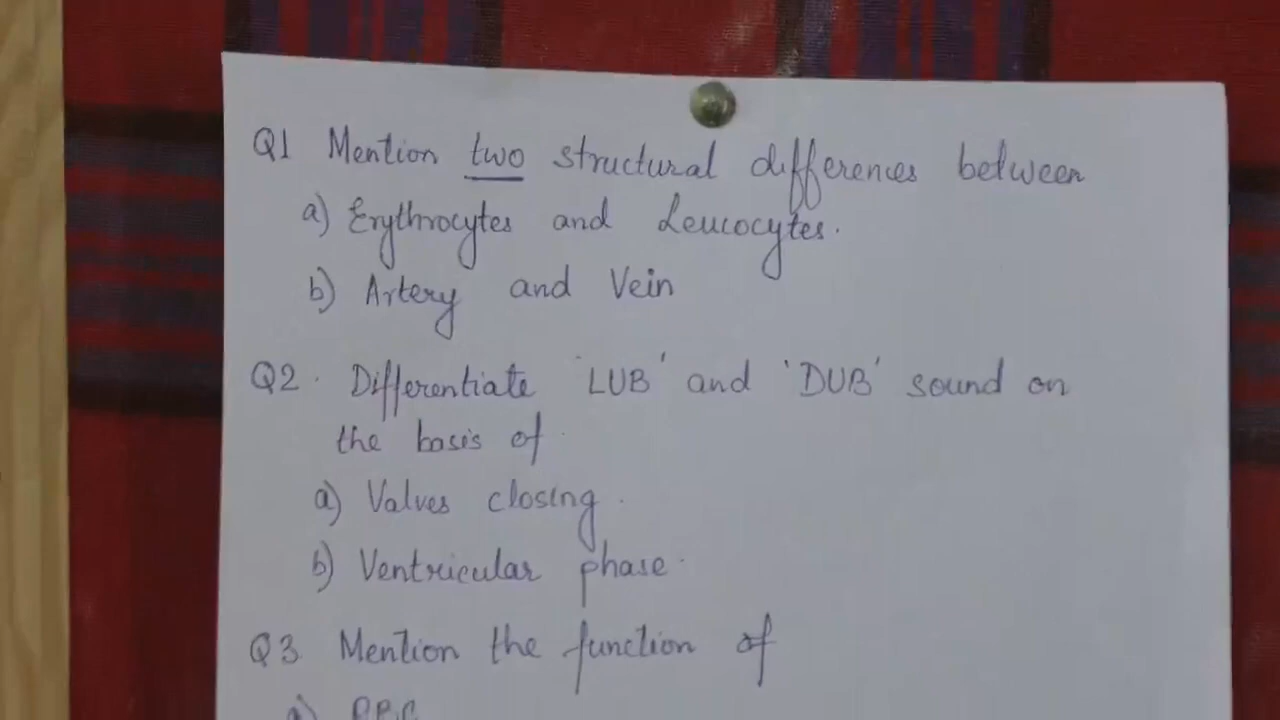 Q1 Mention two structural differences between
a) Erythrocytes and Leucocytes.
b) Artery and Vein
Q2. Differentiate 'LUB' and 'DUB' sound on
the basis of
a) Valves closing.
b) Ventricular phase.
Q3. Mention the function of
a) RBC